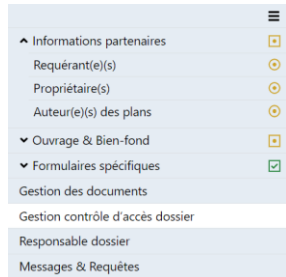 Informations partenaires
Requérant(e)(s)
Propriétaire(s)
Auteur(e)(s) des plans
Ouvrage & Bien-fond
Formulaires spécifiques
Gestion des documents
Gestion contrôle d'accès dossier
Responsable dossier
Messages & Requêtes